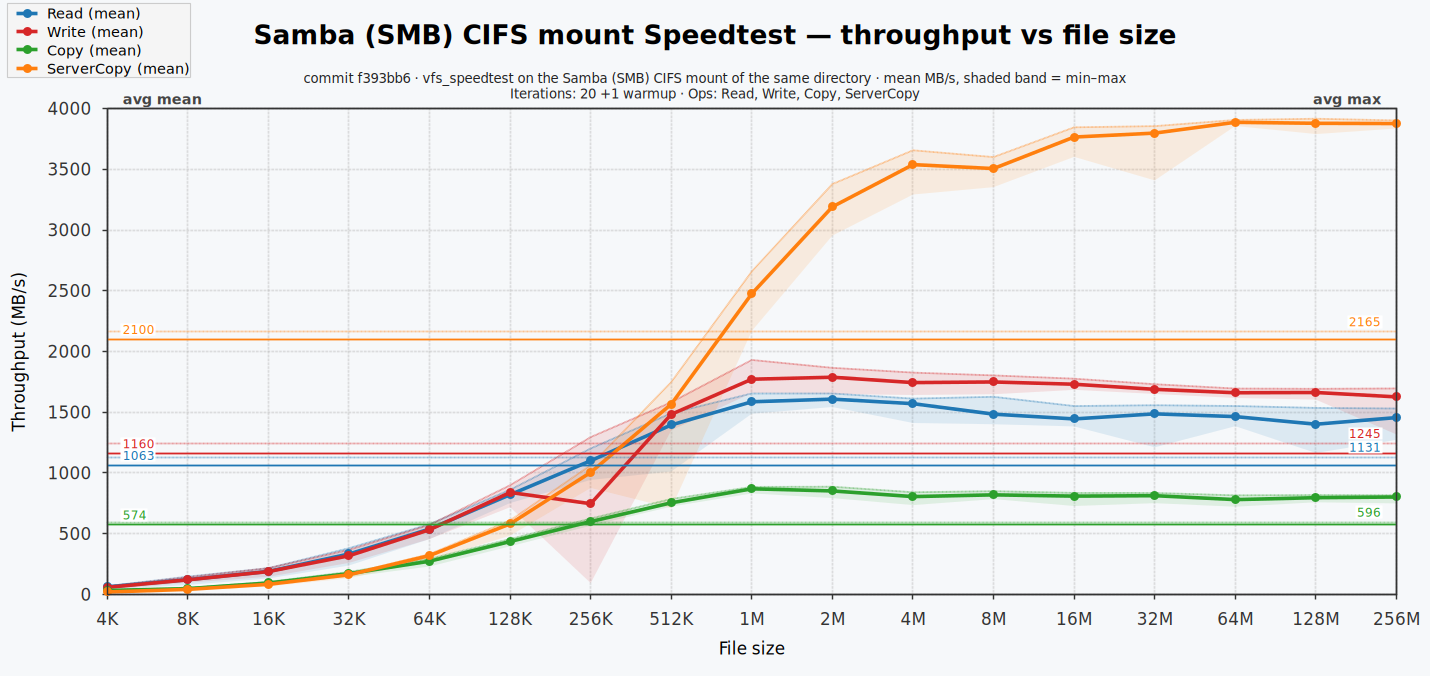 Read (mean)
Write (mean)
Copy (mean)
ServerCopy (mean)
Samba (SMB) CIFS mount Speedtest — throughput vs file size
commit f393bb6 · vfs_speedtest on the Samba (SMB) CIFS mount of the same directory · mean MB/s, shaded band = min–max
Iterations: 20 +1 warmup · Ops: Read, Write, Copy, ServerCopy
avg mean
avg max
4000
3500
3000
2500
2000
1500
1000
500
0
Throughput (MB/s)
2100
2165
1160
1245
1063
1131
574
596
4K 8K 16K 32K 64K 128K 256K 512K 1M 2M 4M 8M 16M 32M 64M 128M 256M
File size